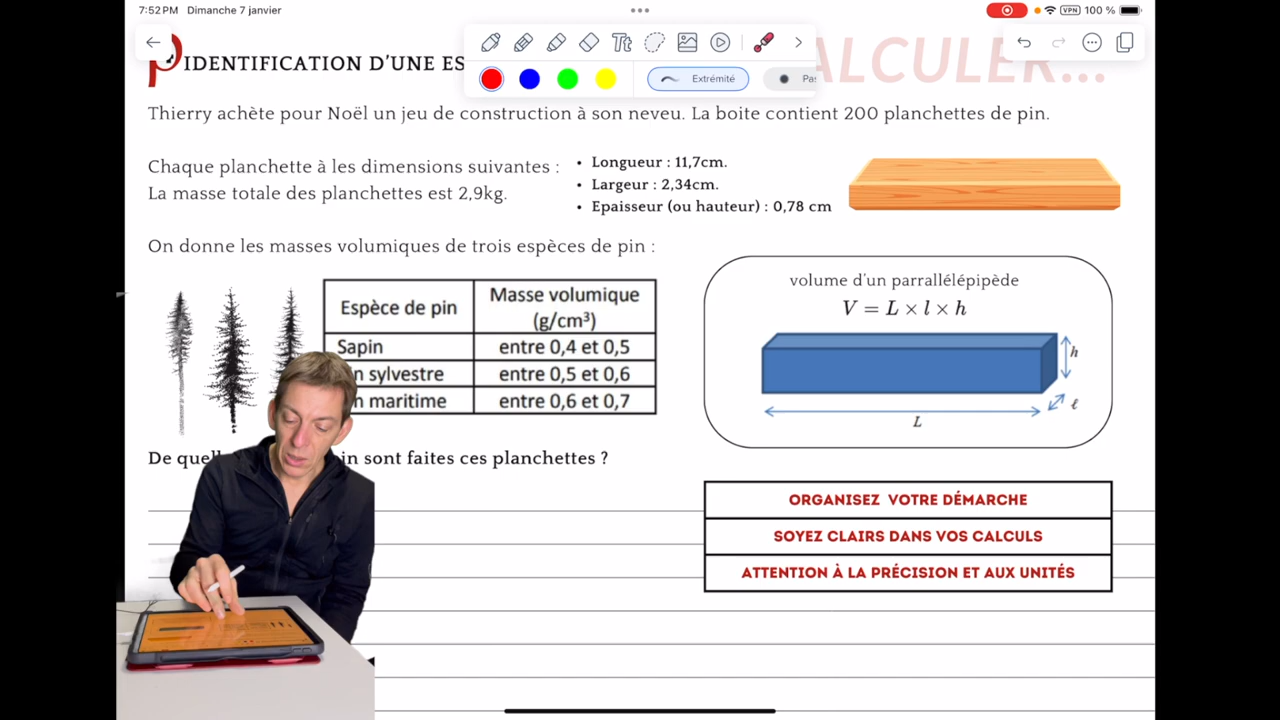 7:52 PM Dimanche 7 janvier
VPN 100 %
IDENTIFICATION D'UNE ES
ALCULER...
Tt
Extrémité
Pas
Thierry achète pour Noël un jeu de construction à son neveu. La boite contient 200 planchettes de pin.
Chaque planchette à les dimensions suivantes :
La masse totale des planchettes est 2,9kg.
• Longueur : 11,7cm.
• Largeur : 2,34cm.
• Epaisseur (ou hauteur) : 0,78 cm
On donne les masses volumiques de trois espèces de pin :
Espèce de pin Masse volumique (g/cm³)
Sapin entre 0,4 et 0,5
n sylvestre entre 0,5 et 0,6
n maritime entre 0,6 et 0,7
volume d'un parrallélépipède
V = L × l × h
h
ℓ
L
De quel in sont faites ces planchettes ?
ORGANISEZ VOTRE DÉMARCHE
SOYEZ CLAIRS DANS VOS CALCULS
ATTENTION À LA PRÉCISION ET AUX UNITÉS